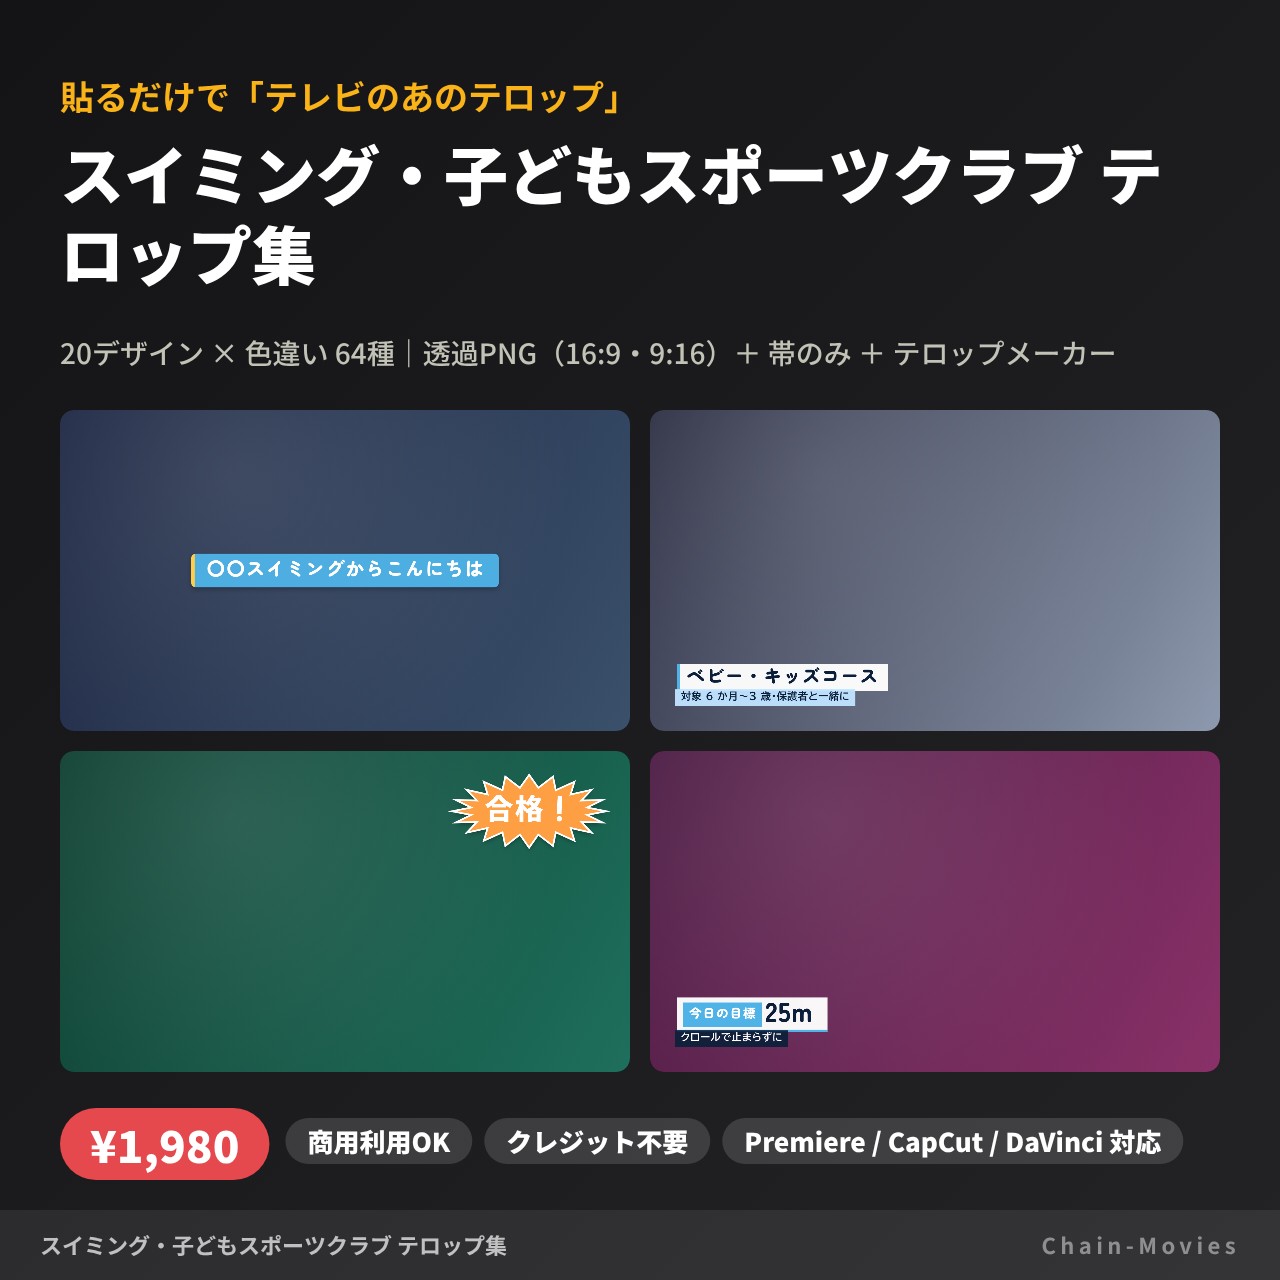 貼るだけで「テレビのあのテロップ」
スイミング・子どもスポーツクラブ テ
ロップ集
20デザイン × 色違い 64種｜透過PNG（16:9・9:16）＋ 帯のみ ＋ テロップメーカー
〇〇スイミングからこんにちは
ベビー・キッズコース
対象 6 か月~3 歳・保護者と一緒に
合格！
今日の目標 25m
クロールで止まらずに
¥1,980 商用利用OK クレジット不要 Premiere / CapCut / DaVinci 対応
スイミング・子どもスポーツクラブ テロップ集 Chain-Movies